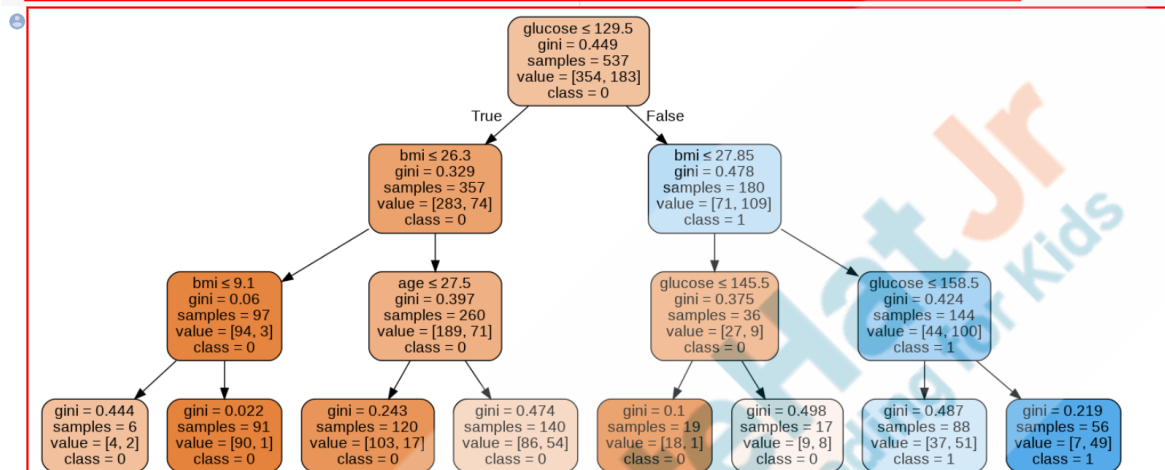 glucose ≤ 129.5
gini = 0.449
samples = 537
value = [354, 183]
class = 0
True
False
bmi ≤ 26.3
gini = 0.329
samples = 357
value = [283, 74]
class = 0
bmi ≤ 27.85
gini = 0.478
samples = 180
value = [71, 109]
class = 1
bmi ≤ 9.1
gini = 0.06
samples = 97
value = [94, 3]
class = 0
age ≤ 27.5
gini = 0.397
samples = 260
value = [189, 71]
class = 0
glucose ≤ 145.5
gini = 0.375
samples = 36
value = [27, 9]
class = 0
glucose ≤ 158.5
gini = 0.424
samples = 144
value = [44, 100]
class = 1
gini = 0.444
samples = 6
value = [4, 2]
class = 0
gini = 0.022
samples = 91
value = [90, 1]
class = 0
gini = 0.243
samples = 120
value = [103, 17]
class = 0
gini = 0.474
samples = 140
value = [86, 54]
class = 0
gini = 0.1
samples = 19
value = [18, 1]
class = 0
gini = 0.498
samples = 17
value = [9, 8]
class = 0
gini = 0.487
samples = 88
value = [37, 51]
class = 1
gini = 0.219
samples = 56
value = [7, 49]
class = 1
Jr
for Kids